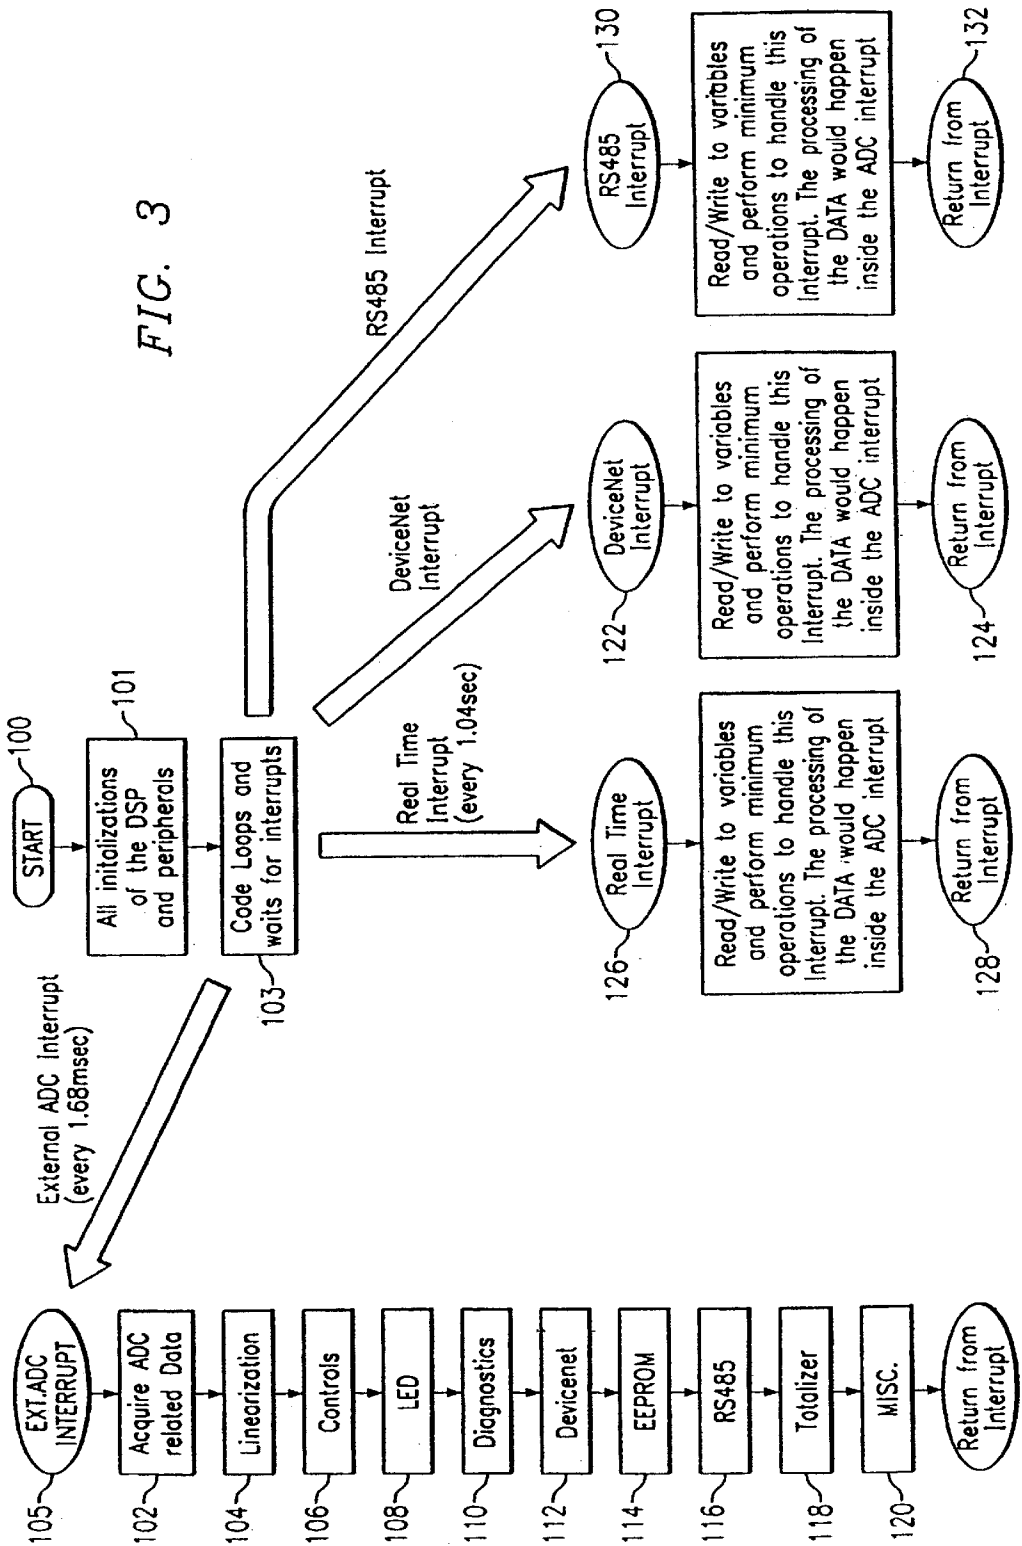 FIG. 3
START
100
All initalizations
of the DSP
and peripherals
101
Code Loops and
waits for interrupts
103
External ADC Interrupt
(every 1.68msec)
Real Time
Interrupt
(every 1.04sec)
DeviceNet
Interrupt
RS485 Interrupt
105
EXT.ADC
INTERRUPT
102
Acquire ADC
related Data
104
Linearization
106
Controls
108
LED
110
Diagnostics
112
Devicenet
114
EEPROM
116
RS485
118
Totalizer
120
MISC.
Return from
Interrupt
126
Real Time
Interrupt
Read/Write to variables
and perform minimum
operations to handle this
Interrupt. The processing of
the DATA would happen
inside the ADC interrupt
128
Return from
Interrupt
122
DeviceNet
Interrupt
Read/Write to variables
and perform minimum
operations to handle this
Interrupt. The processing of
the DATA would happen
inside the ADC interrupt
124
Return from
Interrupt
130
RS485
Interrupt
Read/Write to variables
and perform minimum
operations to handle this
Interrupt. The processing of
the DATA would happen
inside the ADC interrupt
132
Return from
Interrupt